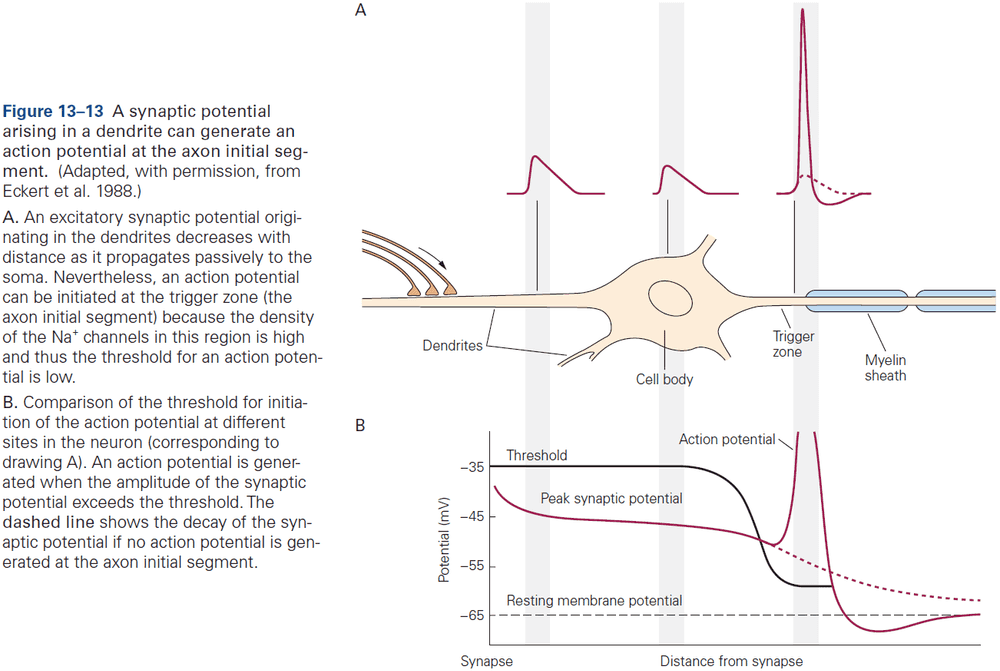 Figure 13–13 A synaptic potential
arising in a dendrite can generate an
action potential at the axon initial seg-
ment. (Adapted, with permission, from
Eckert et al. 1988.)
A. An excitatory synaptic potential origi-
nating in the dendrites decreases with
distance as it propagates passively to the
soma. Nevertheless, an action potential
can be initiated at the trigger zone (the
axon initial segment) because the density
of the Na⁺ channels in this region is high
and thus the threshold for an action poten-
tial is low.
B. Comparison of the threshold for initia-
tion of the action potential at different
sites in the neuron (corresponding to
drawing A). An action potential is gener-
ated when the amplitude of the synaptic
potential exceeds the threshold. The
dashed line shows the decay of the syn-
aptic potential if no action potential is gen-
erated at the axon initial segment.
A
Dendrites
Cell body
Trigger
zone
Myelin
sheath
B
Action potential
Threshold
Peak synaptic potential
Resting membrane potential
Potential (mV)
−35
−45
−55
−65
Synapse
Distance from synapse